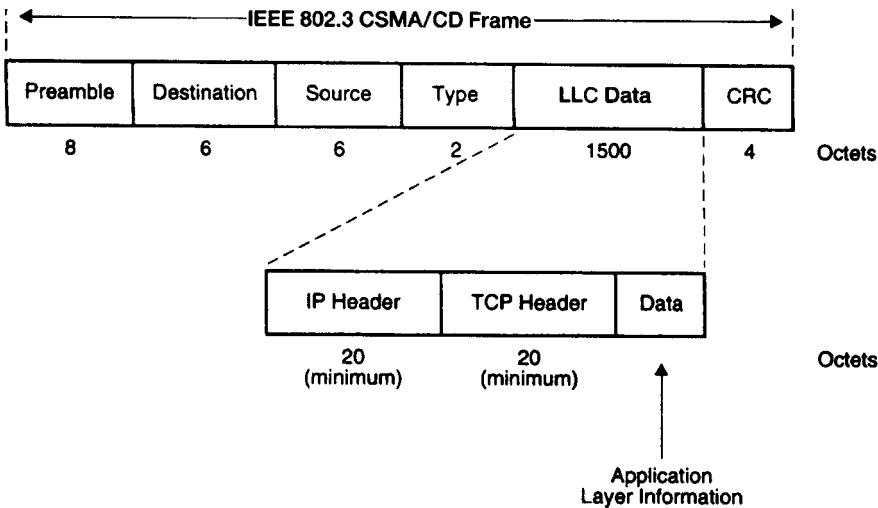 IEEE 802.3 CSMA/CD Frame
Preamble Destination Source Type LLC Data CRC
8 6 6 2 1500 4 Octets
IP Header TCP Header Data
20 20 Octets
(minimum) (minimum)
Application
Layer Information